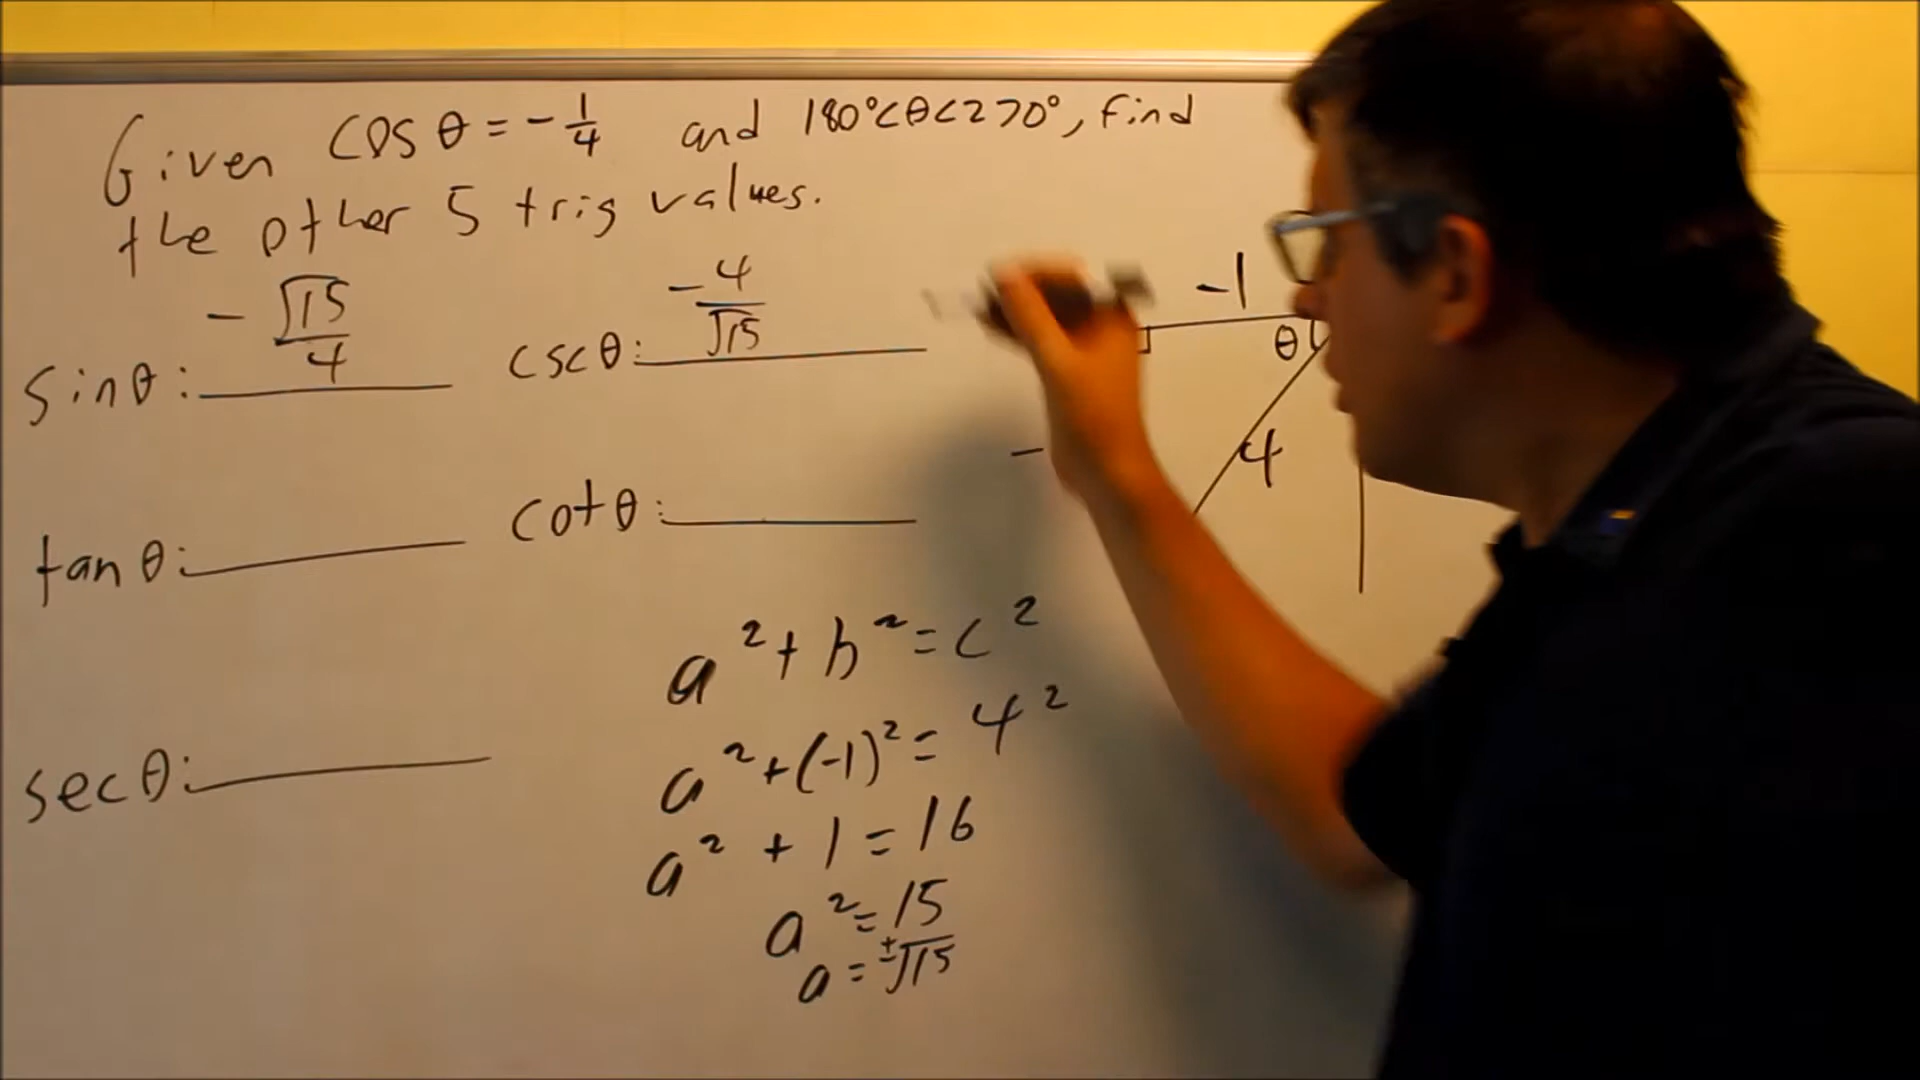 Given cos θ = - 1/4 and 180°<θ<270°, find
the other 5 trig values.
sin θ: - √15/4
csc θ: - 4/√15
-1
θ
4
-
tan θ:
cot θ:
sec θ:
a² + b² = c²
a² + (-1)² = 4²
a² + 1 = 16
a² = 15
a = ±√15